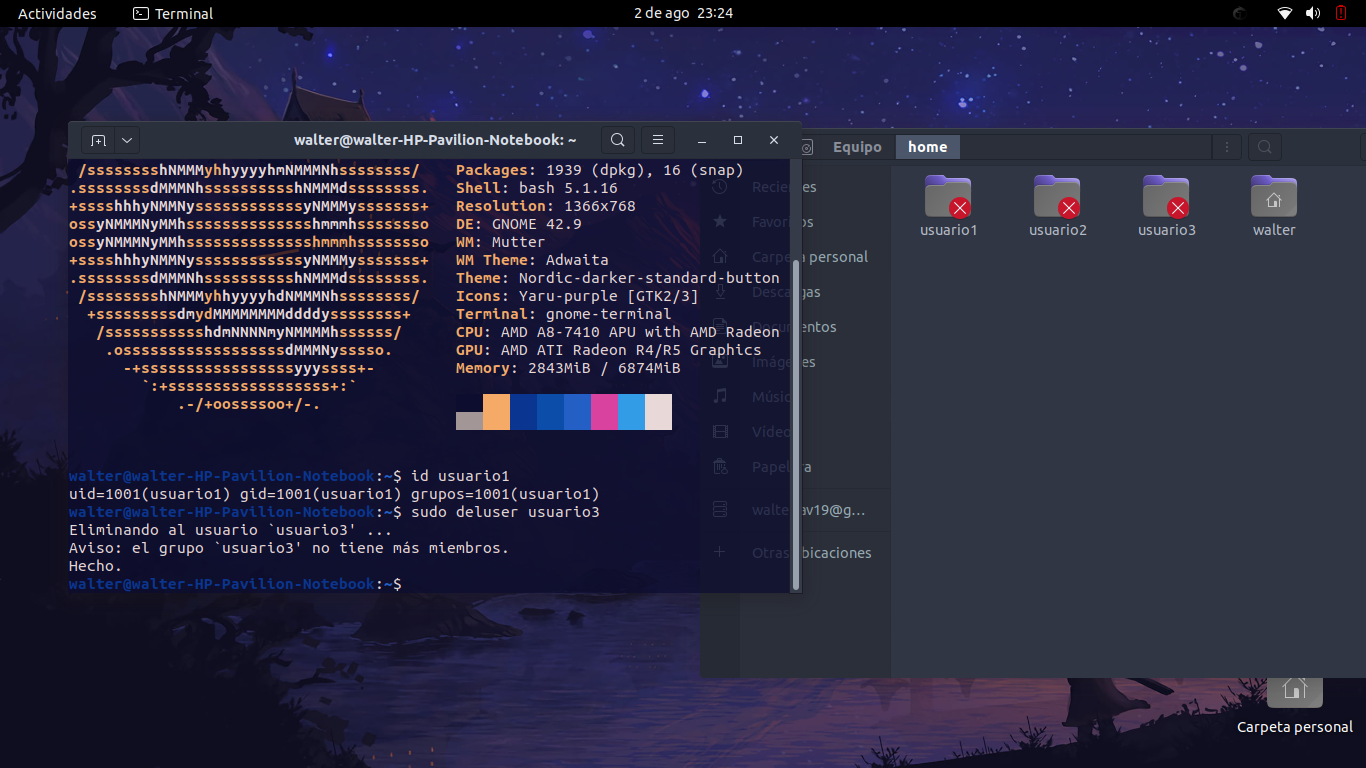 Actividades
Terminal
2 de ago 23:24
walter@walter-HP-Pavilion-Notebook: ~
/sssssssshNMMMyhhyyyyhmNMMMNhssssssss/ Packages: 1939 (dpkg), 16 (snap)
.ssssssssdMMMNhsssssssssshNMMMdssssssss. Shell: bash 5.1.16
+sssshhhyNMMNyssssssssssssyNMMMysssssss+ Resolution: 1366x768
ossyNMMMNyMMhsssssssssssssshmmmhssssssso DE: GNOME 42.9
ossyNMMMNyMMhsssssssssssssshmmmhssssssso WM: Mutter
+sssshhhyNMMNyssssssssssssyNMMMysssssss+ WM Theme: Adwaita
.ssssssssdMMMNhsssssssssshNMMMdssssssss. Theme: Nordic-darker-standard-button
/sssssssshNMMMyhhyyyyhdNMMMNhssssssss/ Icons: Yaru-purple [GTK2/3]
+sssssssssdmydMMMMMMMMddddyssssssss+ Terminal: gnome-terminal
/ssssssssssshdmNNNNmyNMMMMhssssss/ CPU: AMD A8-7410 APU with AMD Radeon
.ossssssssssssssssssdMMMNysssso. GPU: AMD ATI Radeon R4/R5 Graphics
-+sssssssssssssssssyyyssss+- Memory: 2843MiB / 6874MiB
`:+ssssssssssssssssss+:`
.-/+oossssoo+/-.
walter@walter-HP-Pavilion-Notebook:~$ id usuario1
uid=1001(usuario1) gid=1001(usuario1) grupos=1001(usuario1)
walter@walter-HP-Pavilion-Notebook:~$ sudo deluser usuario3
Eliminando al usuario `usuario3' ...
Aviso: el grupo `usuario3' no tiene más miembros.
Hecho.
walter@walter-HP-Pavilion-Notebook:~$
Equipo
home
Recientes
Favoritos
Carpeta personal
Descargas
Documentos
Imágenes
Música
Vídeos
Papelera
walterav19@g…
Otras ubicaciones
usuario1
usuario2
usuario3
walter
Carpeta personal